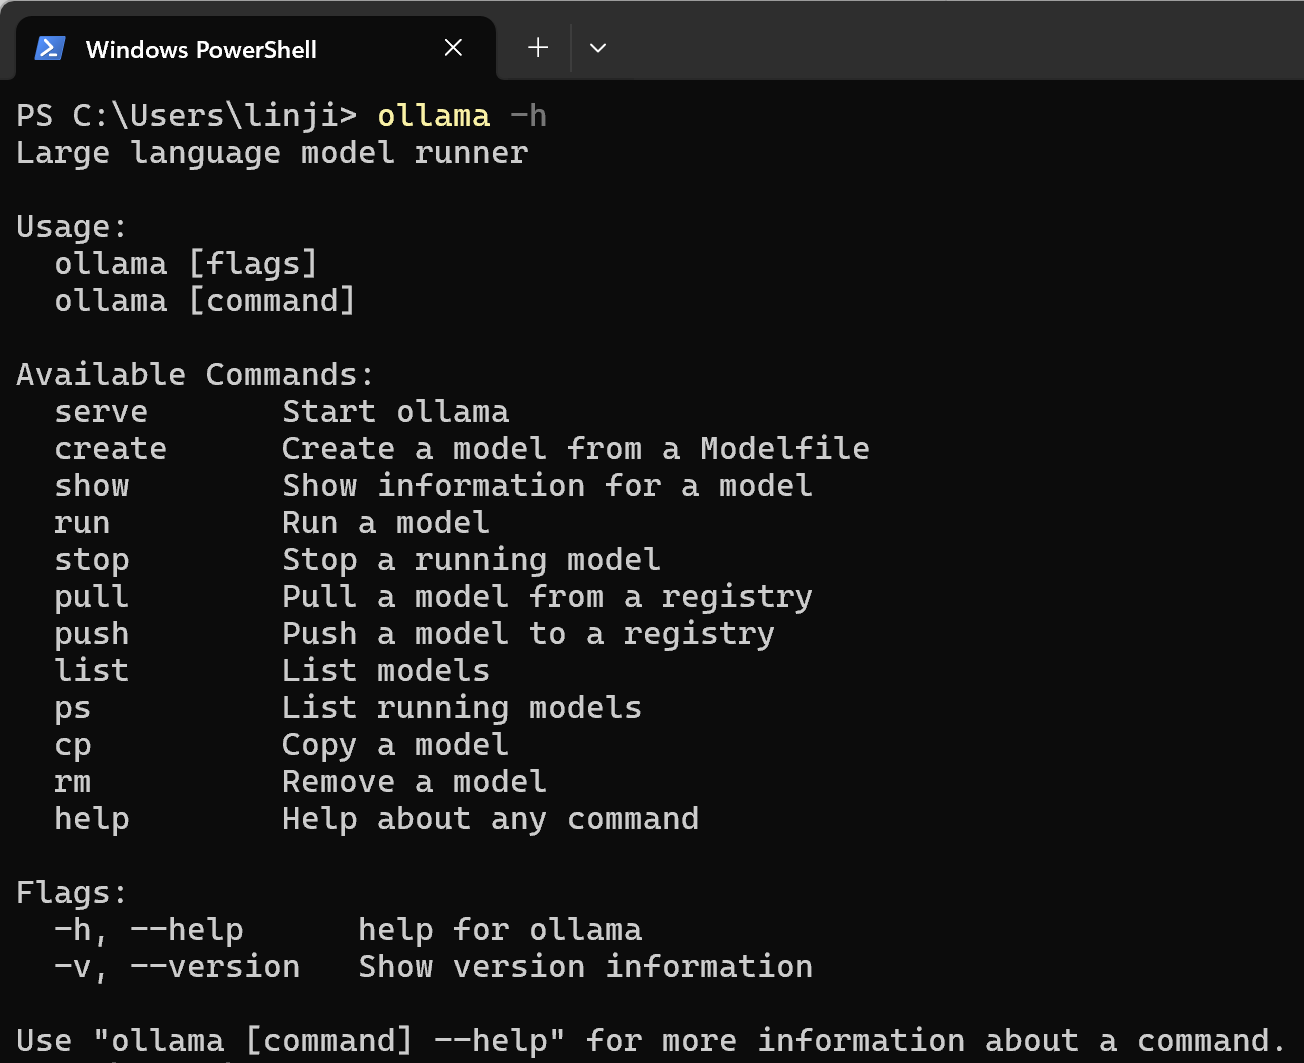 Windows PowerShell
PS C:\Users\linji> ollama -h
Large language model runner

Usage:
  ollama [flags]
  ollama [command]

Available Commands:
  serve       Start ollama
  create      Create a model from a Modelfile
  show        Show information for a model
  run         Run a model
  stop        Stop a running model
  pull        Pull a model from a registry
  push        Push a model to a registry
  list        List models
  ps          List running models
  cp          Copy a model
  rm          Remove a model
  help        Help about any command

Flags:
  -h, --help      help for ollama
  -v, --version   Show version information

Use "ollama [command] --help" for more information about a command.